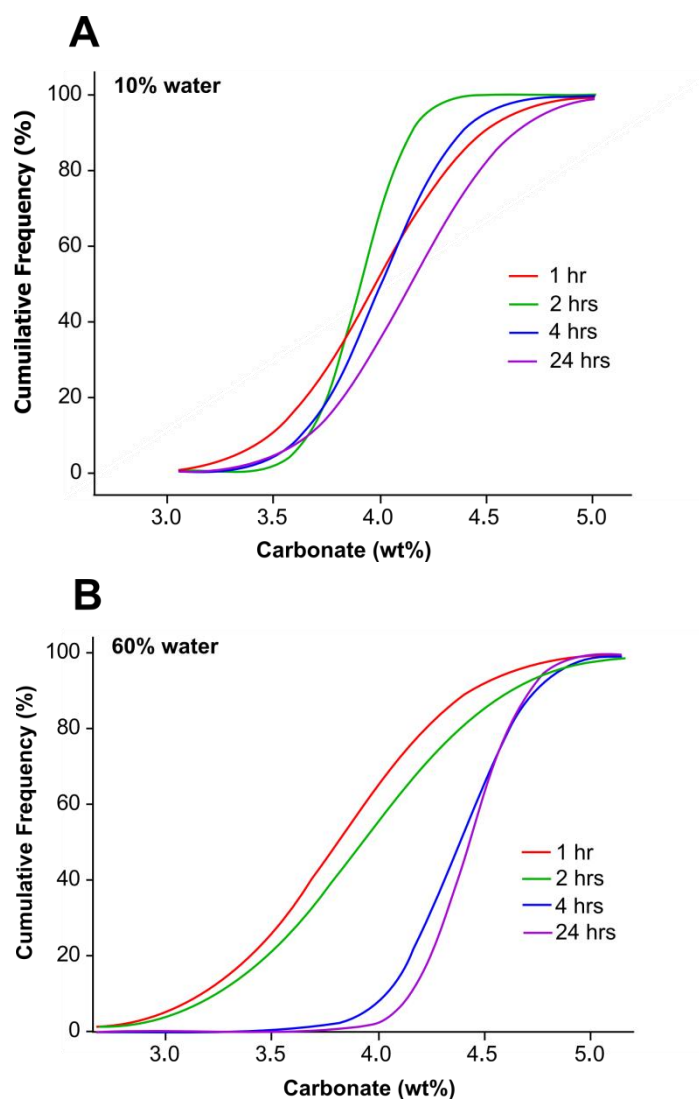 A
10% water
Cumuilative Frequency (%)
100
80
60
40
20
0
1 hr
2 hrs
4 hrs
24 hrs
3.0 3.5 4.0 4.5 5.0
Carbonate (wt%)
B
60% water
Cumulative Frequency (%)
100
80
60
40
20
0
1 hr
2 hrs
4 hrs
24 hrs
3.0 3.5 4.0 4.5 5.0
Carbonate (wt%)